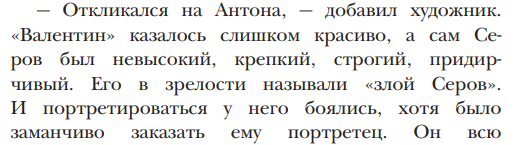 — Откликался на Антона, — добавил художник.
«Валентин» казалось слишком красиво, а сам Се-
ров был невысокий, крепкий, строгий, придир-
чивый. Его в зрелости называли «злой Серов».
И портретироваться у него боялись, хотя было
заманчиво заказать ему портретец. Он всю